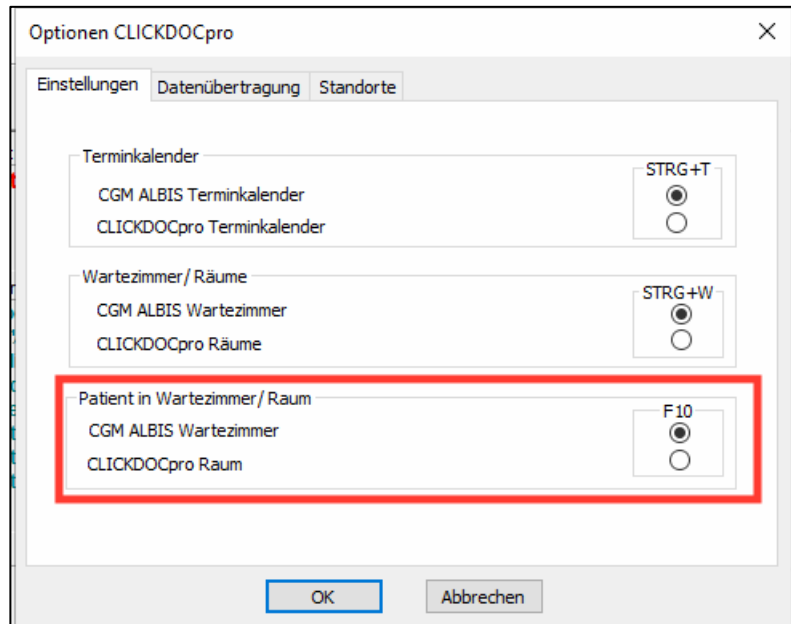 Optionen CLICKDOCpro
Einstellungen Datenübertragung Standorte
Terminkalender
STRG+T
CGM ALBIS Terminkalender
CLICKDOCpro Terminkalender
Wartezimmer/ Räume
STRG+W
CGM ALBIS Wartezimmer
CLICKDOCpro Räume
Patient in Wartezimmer/ Raum
F10
CGM ALBIS Wartezimmer
CLICKDOCpro Raum
OK Abbrechen